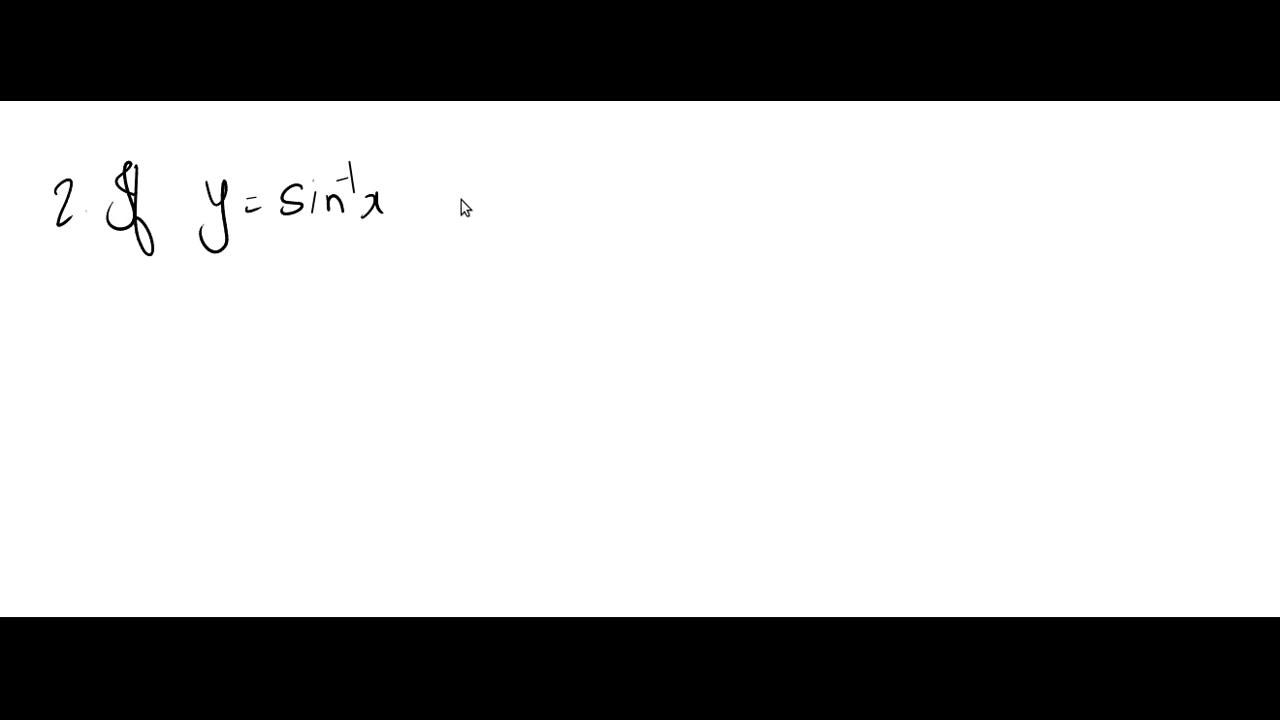 2. If y = sin⁻¹x